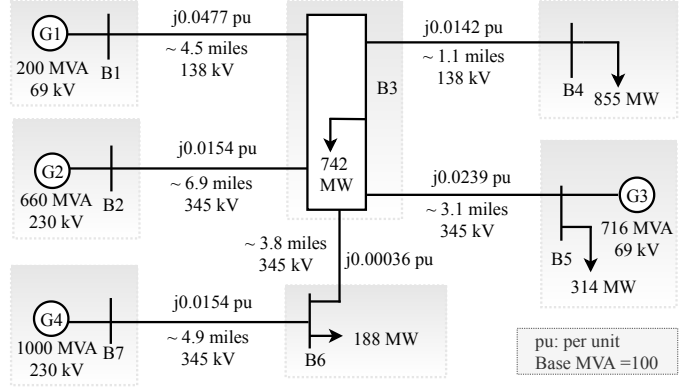 G1
200 MVA
69 kV
B1
j0.0477 pu
~ 4.5 miles
138 kV
B3
742
MW
j0.0142 pu
~ 1.1 miles
138 kV
B4
855 MW
G2
660 MVA
230 kV
B2
j0.0154 pu
~ 6.9 miles
345 kV
j0.0239 pu
~ 3.1 miles
345 kV
G3
716 MVA
69 kV
B5
314 MW
~ 3.8 miles
345 kV
j0.00036 pu
G4
1000 MVA
230 kV
B7
j0.0154 pu
~ 4.9 miles
345 kV
B6
188 MW
pu: per unit
Base MVA =100